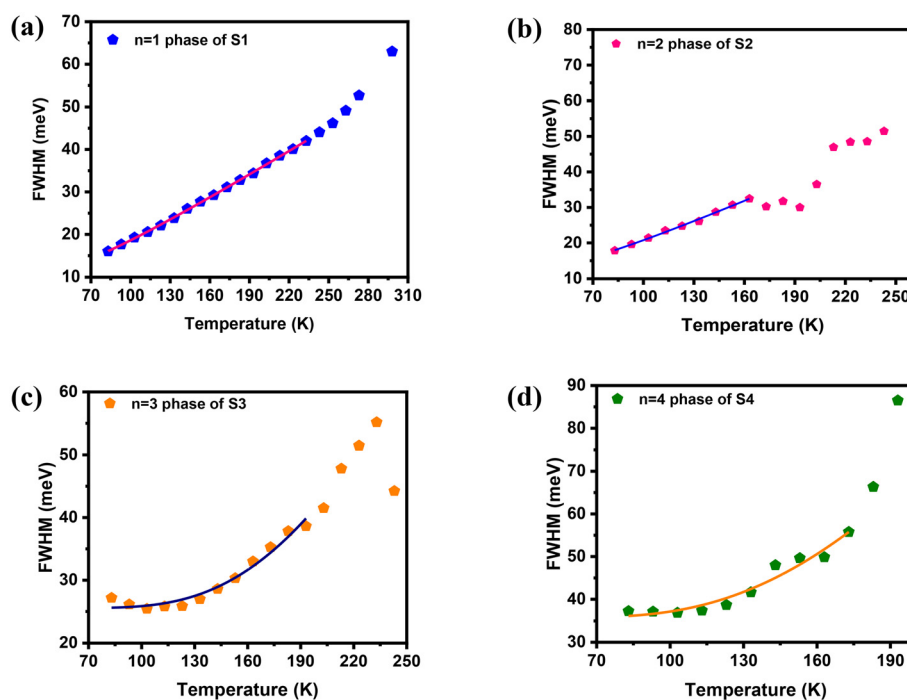 (a)
n=1 phase of S1
FWHM (meV)
70
60
50
40
30
20
10
70 100 130 160 190 220 250 280 310
Temperature (K)
(b)
n=2 phase of S2
FWHM (meV)
80
70
60
50
40
30
20
10
70 100 130 160 190 220 250
Temperature (K)
(c)
n=3 phase of S3
FWHM (meV)
60
50
40
30
20
70 100 130 160 190 220 250
Temperature (K)
(d)
n=4 phase of S4
FWHM (meV)
90
80
70
60
50
40
30
70 100 130 160 190
Temperature (K)